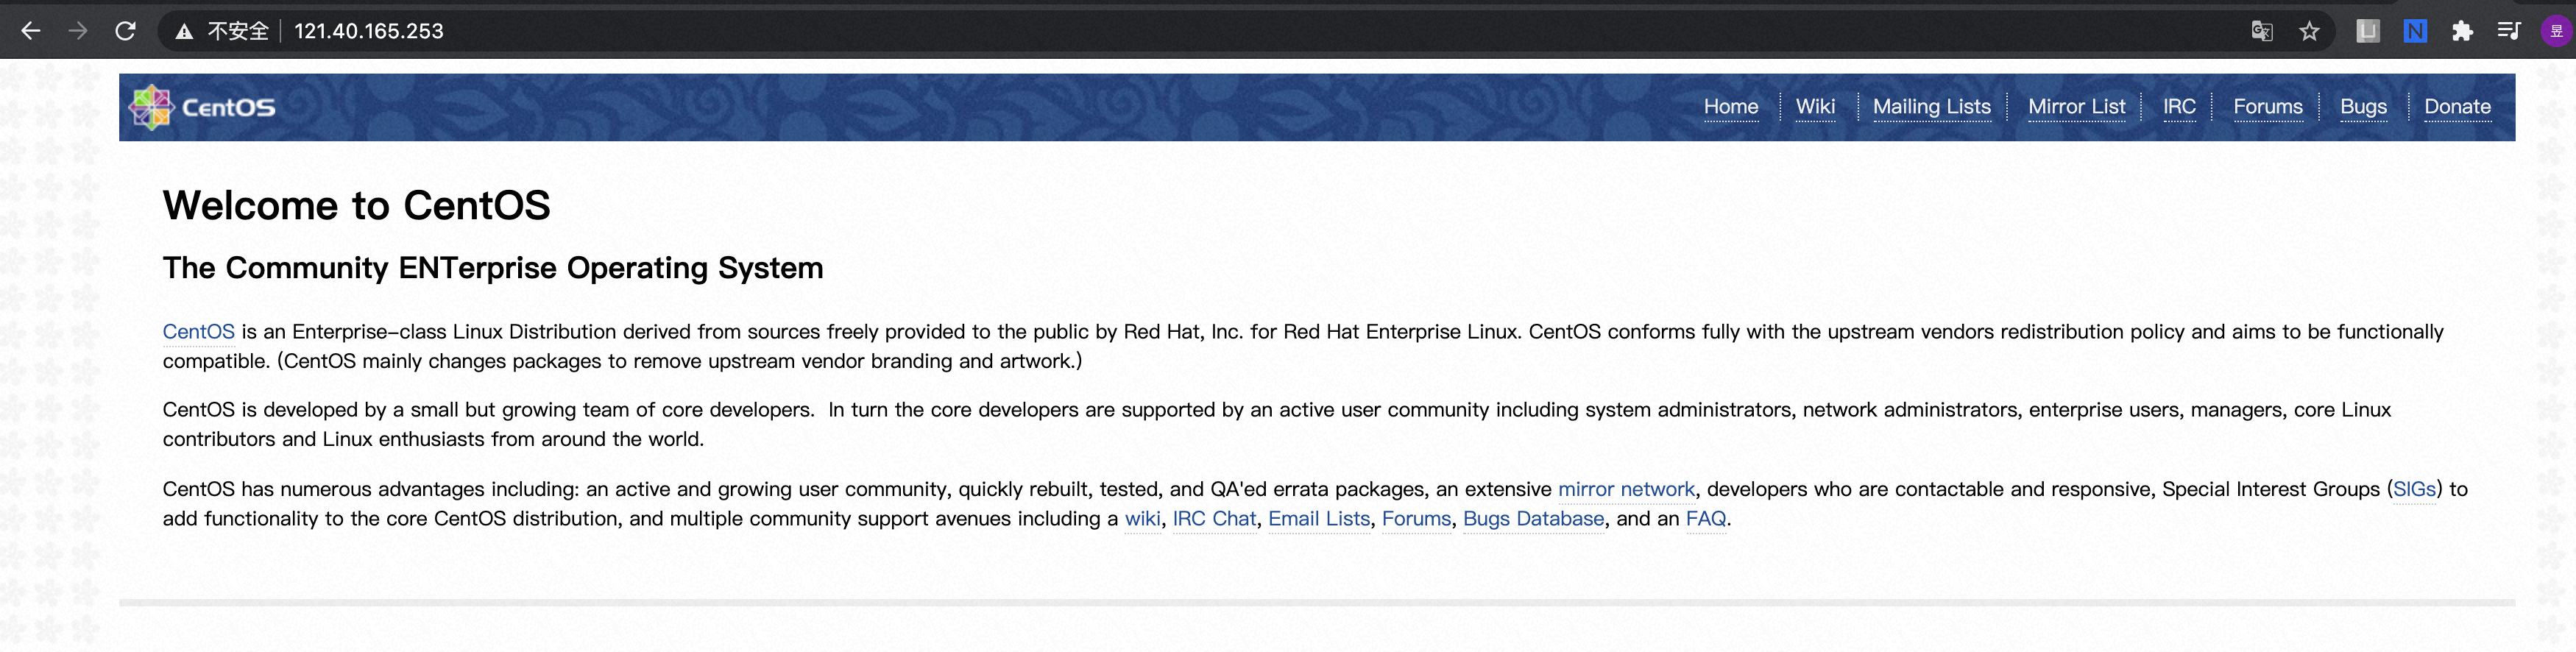 不安全 121.40.165.253
昱
CentOS Home Wiki Mailing Lists Mirror List IRC Forums Bugs Donate
Welcome to CentOS
The Community ENTerprise Operating System
CentOS is an Enterprise-class Linux Distribution derived from sources freely provided to the public by Red Hat, Inc. for Red Hat Enterprise Linux. CentOS conforms fully with the upstream vendors redistribution policy and aims to be functionally
compatible. (CentOS mainly changes packages to remove upstream vendor branding and artwork.)
CentOS is developed by a small but growing team of core developers.  In turn the core developers are supported by an active user community including system administrators, network administrators, enterprise users, managers, core Linux
contributors and Linux enthusiasts from around the world.
CentOS has numerous advantages including: an active and growing user community, quickly rebuilt, tested, and QA'ed errata packages, an extensive mirror network, developers who are contactable and responsive, Special Interest Groups (SIGs) to
add functionality to the core CentOS distribution, and multiple community support avenues including a wiki, IRC Chat, Email Lists, Forums, Bugs Database, and an FAQ.